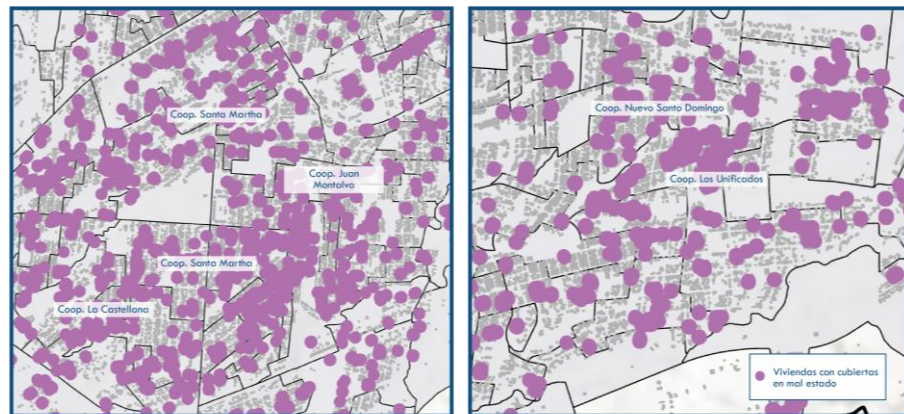 Coop. Santa Martha
Coop. Juan
Montalvo
Coop. Santa Martha
Coop. La Castellana
Coop. Nuevo Santo Domingo
Coop. Los Unificados
Viviendas con cubiertas
en mal estado